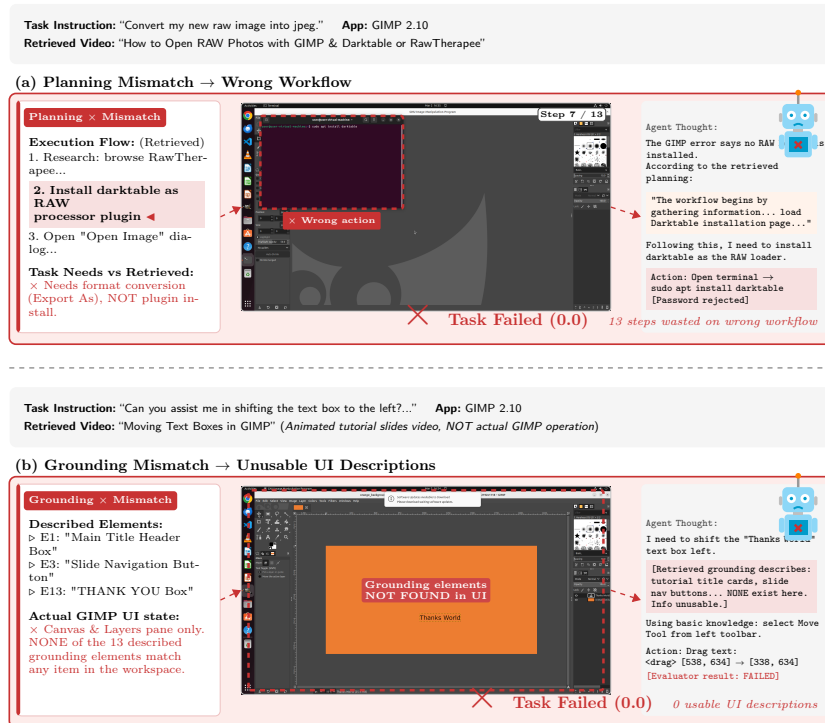 Task Instruction: “Convert my new raw image into jpeg.” App: GIMP 2.10
Retrieved Video: “How to Open RAW Photos with GIMP & Darktable or RawTherapee”
(a) Planning Mismatch → Wrong Workflow
Planning × Mismatch
Execution Flow: (Retrieved)
1. Research: browse RawTher-
apee...
2. Install darktable as
RAW
processor plugin ◀
3. Open "Open Image" dia-
log...
Task Needs vs Retrieved:
× Needs format conversion
(Export As), NOT plugin in-
stall.
Step 7 / 13
× Wrong action
Agent Thought:
The GIMP error says no RAW
installed.
According to the retrieved
planning:
"The workflow begins by
gathering information... load
Darktable installation page..."
Following this, I need to install
darktable as the RAW loader.
Action: Open terminal →
sudo apt install darktable
[Password rejected]
Task Failed (0.0) 13 steps wasted on wrong workflow
Task Instruction: “Can you assist me in shifting the text box to the left?...” App: GIMP 2.10
Retrieved Video: “Moving Text Boxes in GIMP” (Animated tutorial slides video, NOT actual GIMP operation)
(b) Grounding Mismatch → Unusable UI Descriptions
Grounding × Mismatch
Described Elements:
▷ E1: "Main Title Header
Box"
▷ E3: "Slide Navigation But-
ton"
▷ E13: "THANK YOU Box"
Actual GIMP UI state:
× Canvas & Layers pane only.
NONE of the 13 described
grounding elements match
any item in the workspace.
Grounding elements
NOT FOUND in UI
Thanks World
Agent Thought:
I need to shift the "Thanks World"
text box left.
[Retrieved grounding describes:
tutorial title cards, slide
nav buttons... NONE exist here.
Info unusable.]
Using basic knowledge: select Move
Tool from left toolbar.
Action: Drag text:
<drag> [538, 634] → [338, 634]
[Evaluator result: FAILED]
Task Failed (0.0) 0 usable UI descriptions